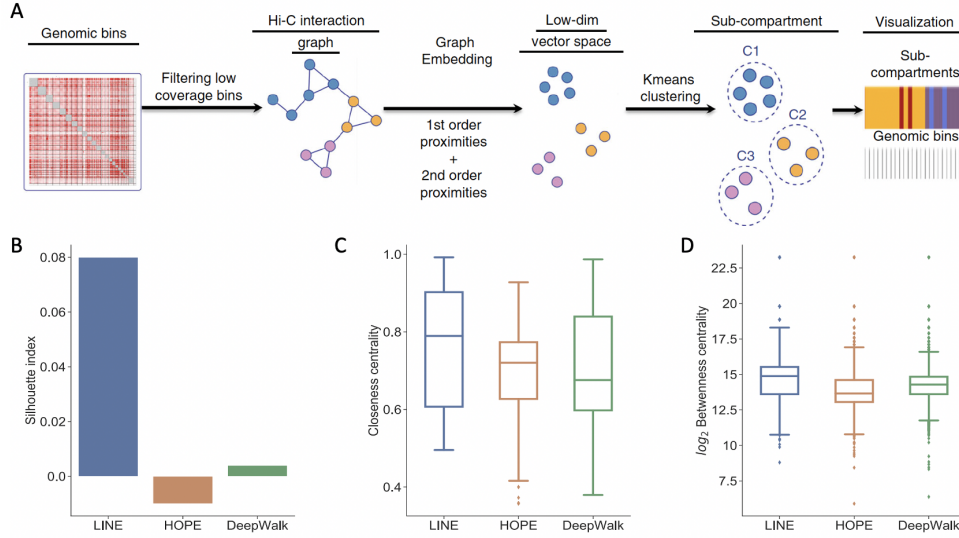 A
Genomic bins
Filtering low
coverage bins
Hi-C interaction
graph
Graph
Embedding
1st order
proximities
+
2nd order
proximities
Low-dim
vector space
Kmeans
clustering
Sub-compartment
C1
C2
C3
Visualization
Sub-
compartments
Genomic bins
B
Silhouette index
0.08
0.06
0.04
0.02
0.0
LINE
HOPE
DeepWalk
C
Closeness centrality
1.0
0.8
0.6
0.4
LINE
HOPE
DeepWalk
D
log2 Betwenness centrality
22.5
20
17.5
15
12.5
10
7.5
LINE
HOPE
DeepWalk